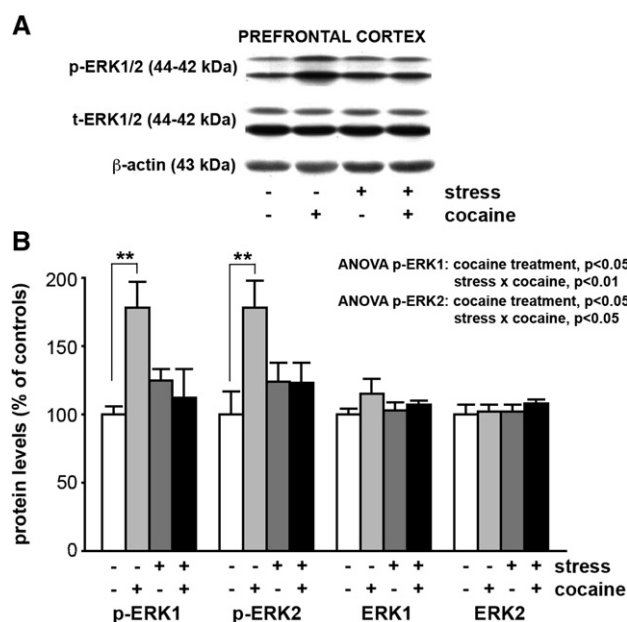 A
PREFRONTAL CORTEX
p-ERK1/2 (44-42 kDa)
t-ERK1/2 (44-42 kDa)
β-actin (43 kDa)
- - + + stress
- + - + cocaine
B
ANOVA p-ERK1: cocaine treatment, p<0.05
stress x cocaine, p<0.01
ANOVA p-ERK2: cocaine treatment, p<0.05
stress x cocaine, p<0.05
** **
protein levels (% of controls)
200
150
100
50
0
- - + + - - + + - - + + - - + + stress
- + - + - + - + - + - + - + - + cocaine
p-ERK1 p-ERK2 ERK1 ERK2